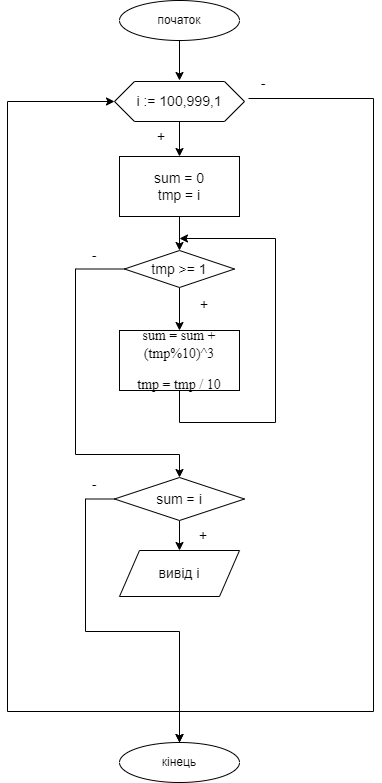 початок
-
i := 100,999,1
+
sum = 0
tmp = i
-
tmp >= 1
+
sum = sum +
(tmp%10)^3
tmp = tmp / 10
-
sum = i
+
вивід i
кінець